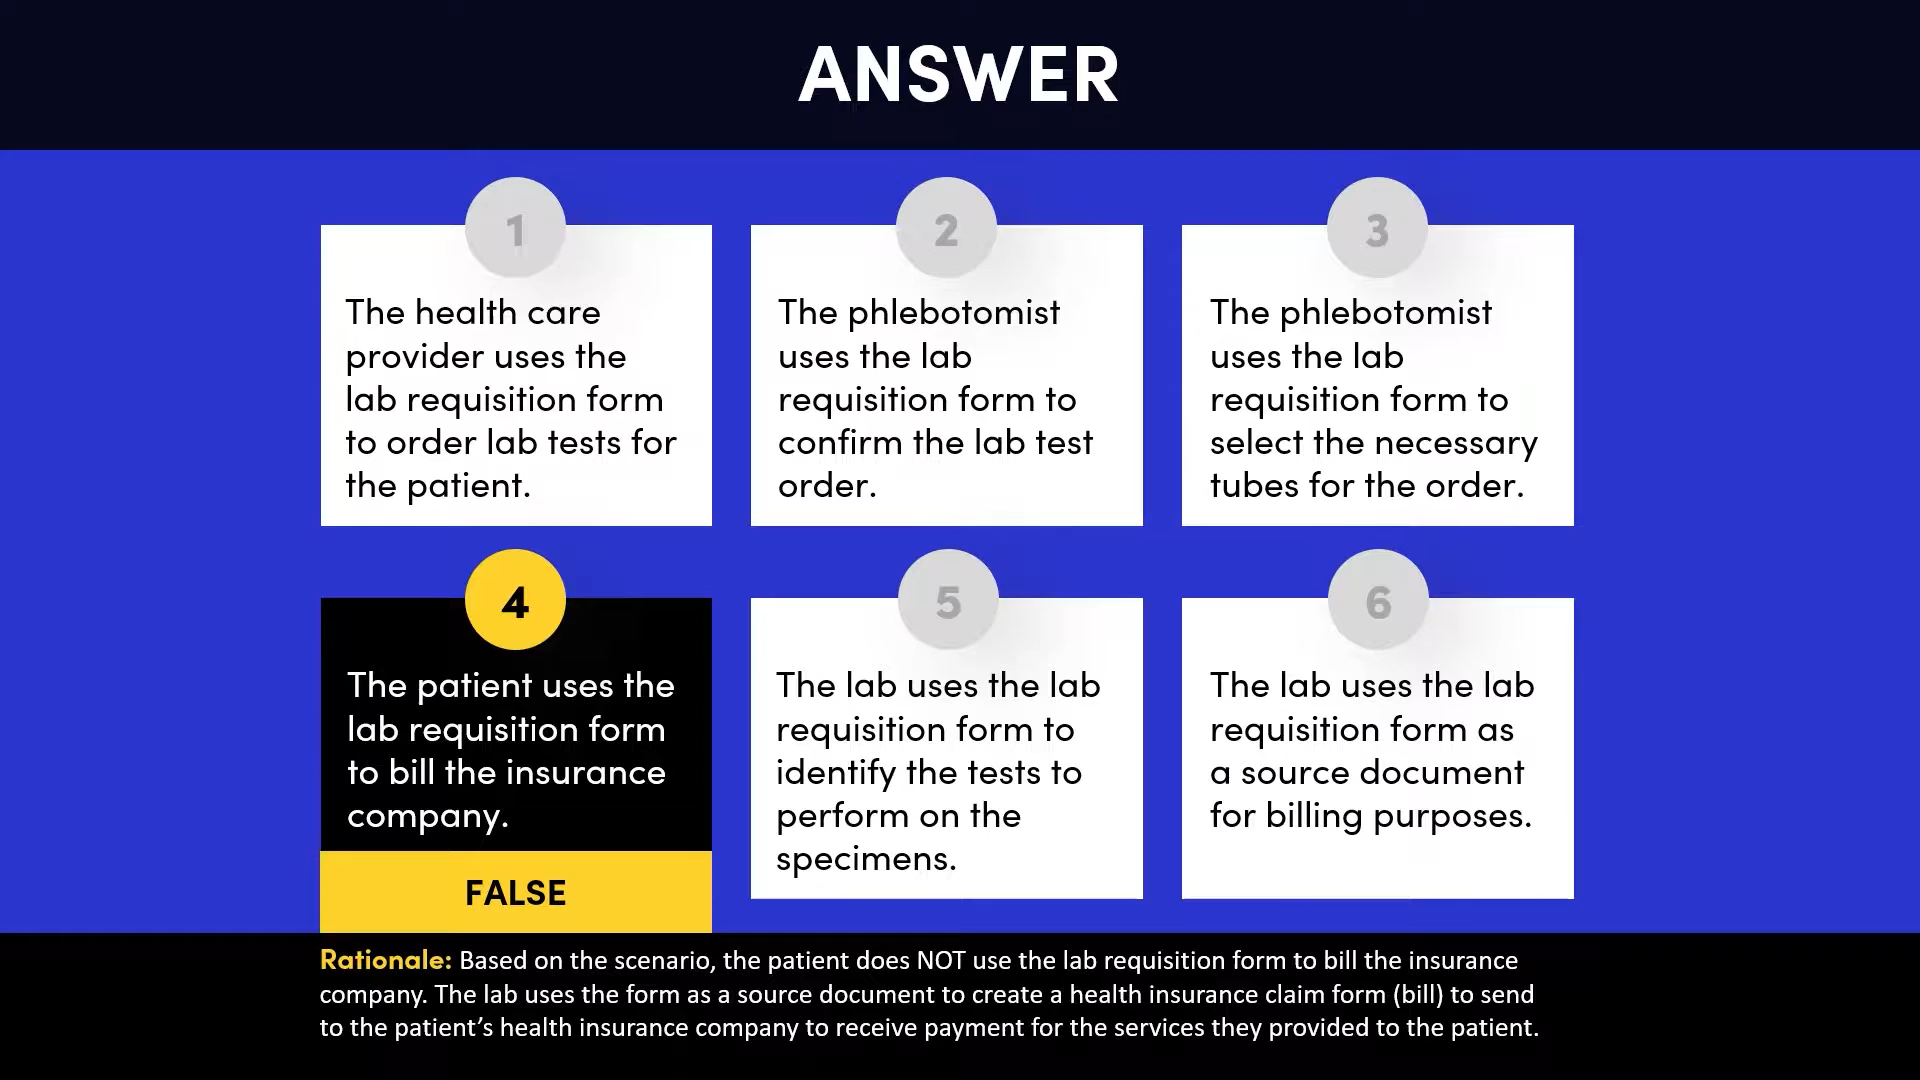 ANSWER
1
The health care
provider uses the
lab requisition form
to order lab tests for
the patient.
2
The phlebotomist
uses the lab
requisition form to
confirm the lab test
order.
3
The phlebotomist
uses the lab
requisition form to
select the necessary
tubes for the order.
4
The patient uses the
lab requisition form
to bill the insurance
company.
FALSE
5
The lab uses the lab
requisition form to
identify the tests to
perform on the
specimens.
6
The lab uses the lab
requisition form as
a source document
for billing purposes.
Rationale: Based on the scenario, the patient does NOT use the lab requisition form to bill the insurance
company. The lab uses the form as a source document to create a health insurance claim form (bill) to send
to the patient’s health insurance company to receive payment for the services they provided to the patient.